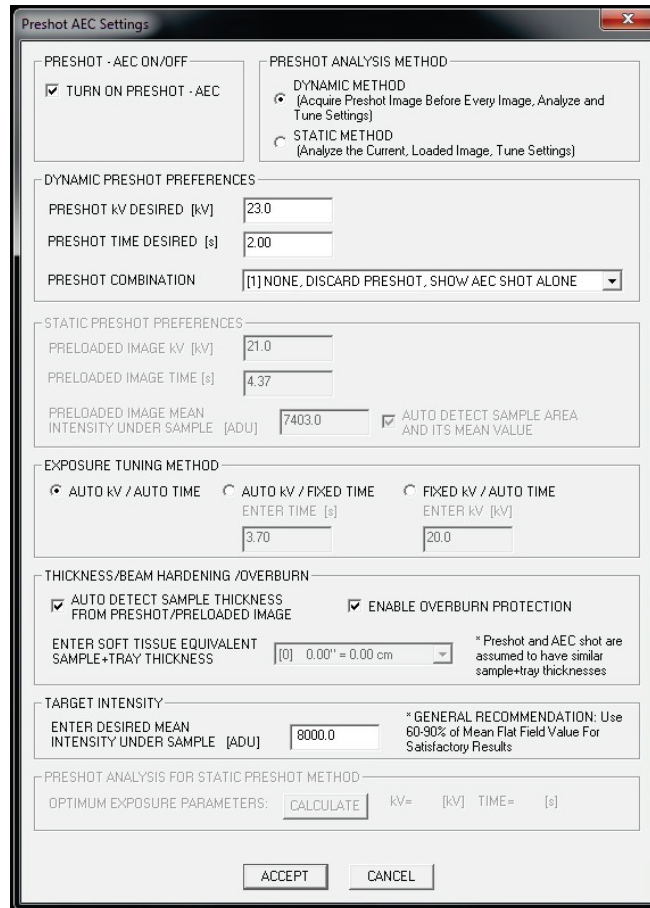 Preshot AEC Settings
x
PRESHOT - AEC ON/OFF
TURN ON PRESHOT - AEC
PRESHOT ANALYSIS METHOD
DYNAMIC METHOD
(Acquire Preshot Image Before Every Image, Analyze and
Tune Settings)
STATIC METHOD
(Analyze the Current, Loaded Image, Tune Settings)
DYNAMIC PRESHOT PREFERENCES
PRESHOT kV DESIRED [kV] 23.0
PRESHOT TIME DESIRED [s] 2.00
PRESHOT COMBINATION [1] NONE, DISCARD PRESHOT, SHOW AEC SHOT ALONE
STATIC PRESHOT PREFERENCES
PRELOADED IMAGE kV [kV] 21.0
PRELOADED IMAGE TIME [s] 4.37
PRELOADED IMAGE MEAN
INTENSITY UNDER SAMPLE [ADU] 7403.0
AUTO DETECT SAMPLE AREA
AND ITS MEAN VALUE
EXPOSURE TUNING METHOD
AUTO kV / AUTO TIME AUTO kV / FIXED TIME FIXED kV / AUTO TIME
ENTER TIME [s] ENTER kV [kV]
3.70 20.0
THICKNESS/BEAM HARDENING /OVERBURN
AUTO DETECT SAMPLE THICKNESS
FROM PRESHOT/PRELOADED IMAGE
ENABLE OVERBURN PROTECTION
ENTER SOFT TISSUE EQUIVALENT
SAMPLE+TRAY THICKNESS
[0] 0.00" = 0.00 cm
* Preshot and AEC shot are
assumed to have similar
sample+tray thicknesses
TARGET INTENSITY
ENTER DESIRED MEAN
INTENSITY UNDER SAMPLE [ADU] 8000.0
* GENERAL RECOMMENDATION: Use
60-90% of Mean Flat Field Value For
Satisfactory Results
PRESHOT ANALYSIS FOR STATIC PRESHOT METHOD
OPTIMUM EXPOSURE PARAMETERS: CALCULATE kV= [kV] TIME= [s]
ACCEPT CANCEL